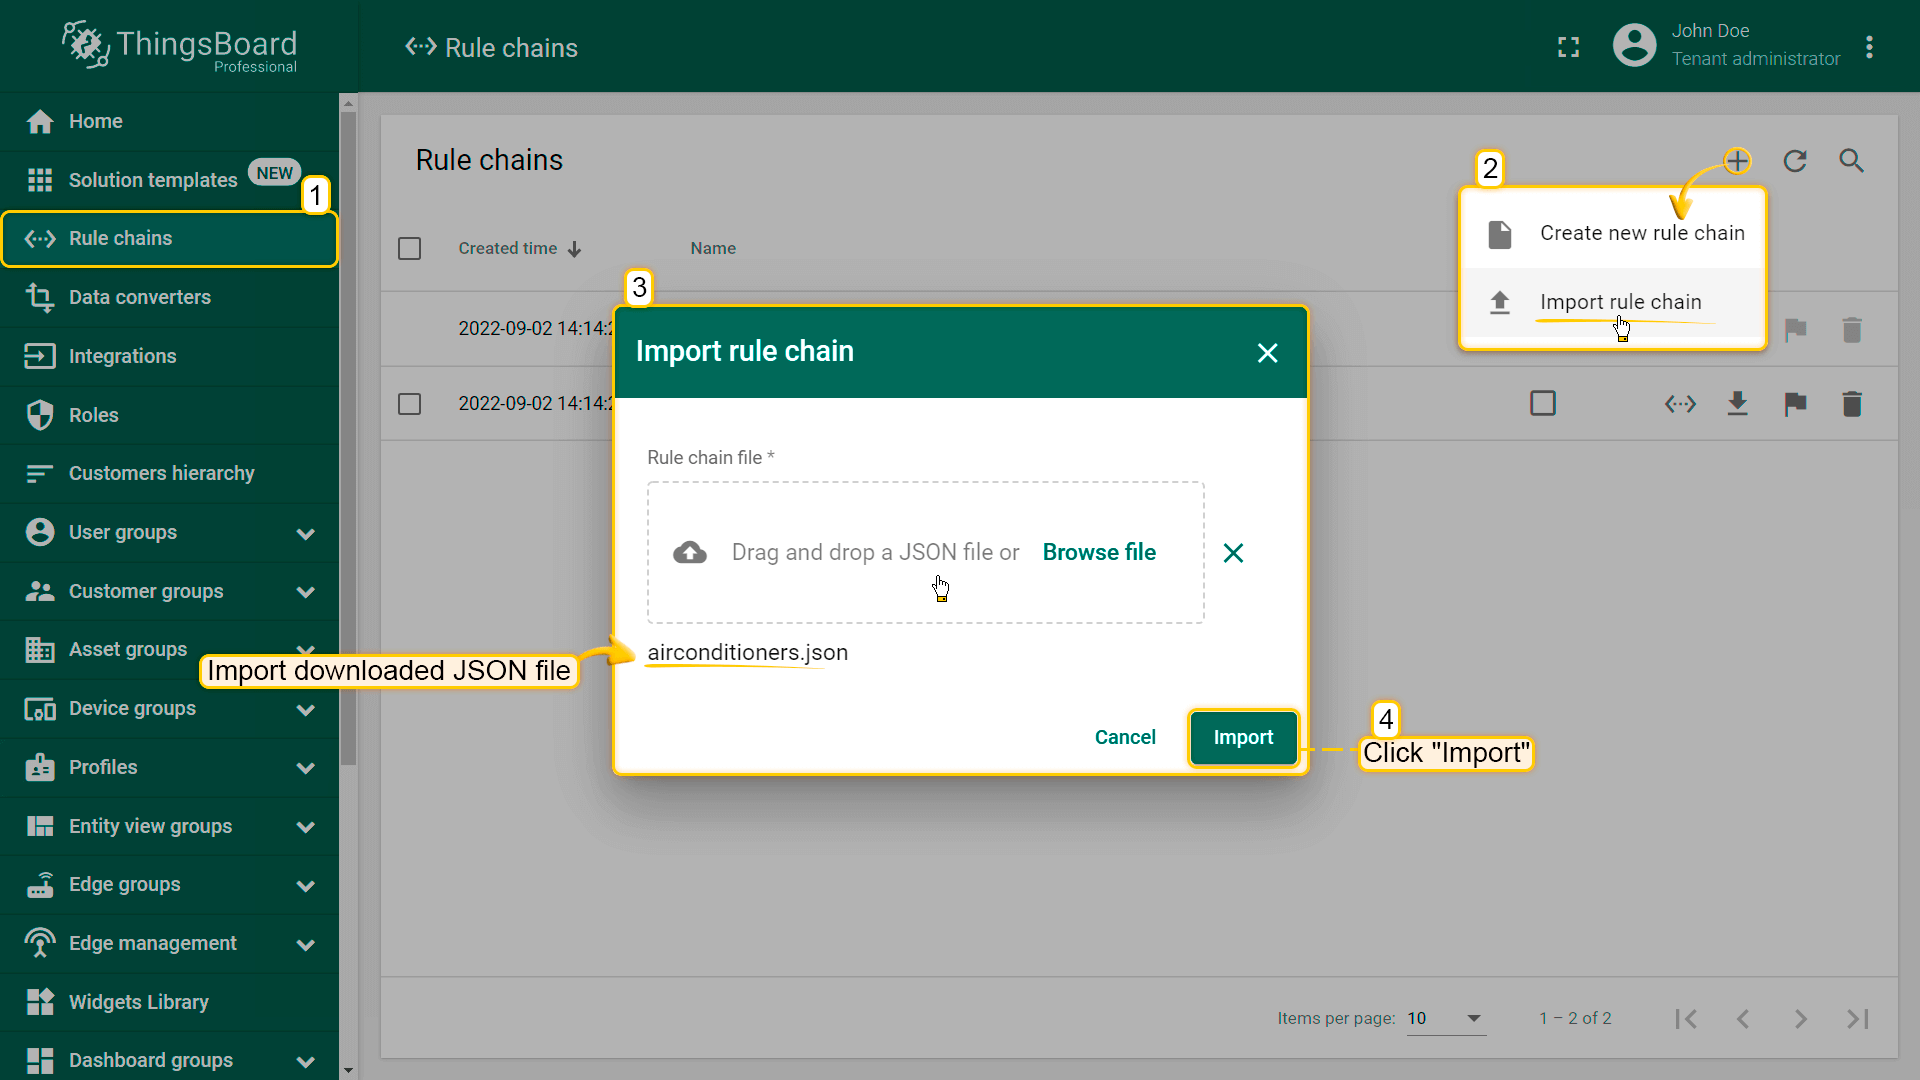 ThingsBoard
Professional
Rule chains
John Doe
Tenant administrator
Home
Solution templates NEW
1
Rule chains
Data converters
Integrations
Roles
Customers hierarchy
User groups
Customer groups
Asset groups
Device groups
Profiles
Entity view groups
Edge groups
Edge management
Widgets Library
Dashboard groups
Rule chains
2
Create new rule chain
Import rule chain
Created time Name
2022-09-02 14:14:2
2022-09-02 14:14:2
3
Import rule chain
Rule chain file *
Drag and drop a JSON file or Browse file
airconditioners.json
Import downloaded JSON file
Cancel Import
4
Click "Import"
Items per page: 10 1 – 2 of 2